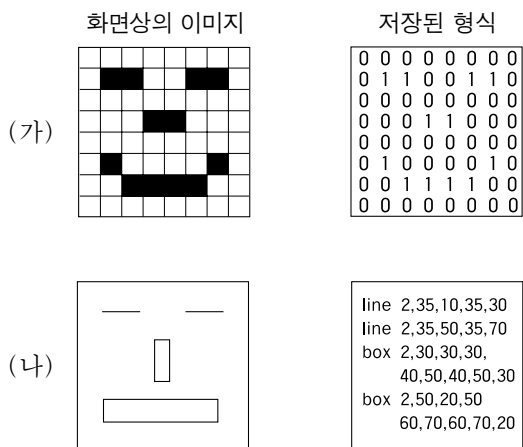 화면상의 이미지 저장된 형식
(가)
0 0 0 0 0 0 0 0
0 1 1 0 0 1 1 0
0 0 0 0 0 0 0 0
0 0 0 1 1 0 0 0
0 0 0 0 0 0 0 0
0 1 0 0 0 0 1 0
0 0 1 1 1 1 0 0
0 0 0 0 0 0 0 0
(나)
line 2,35,10,35,30
line 2,35,50,35,70
box 2,30,30,30,
40,50,40,50,30
box 2,50,20,50
60,70,60,70,20